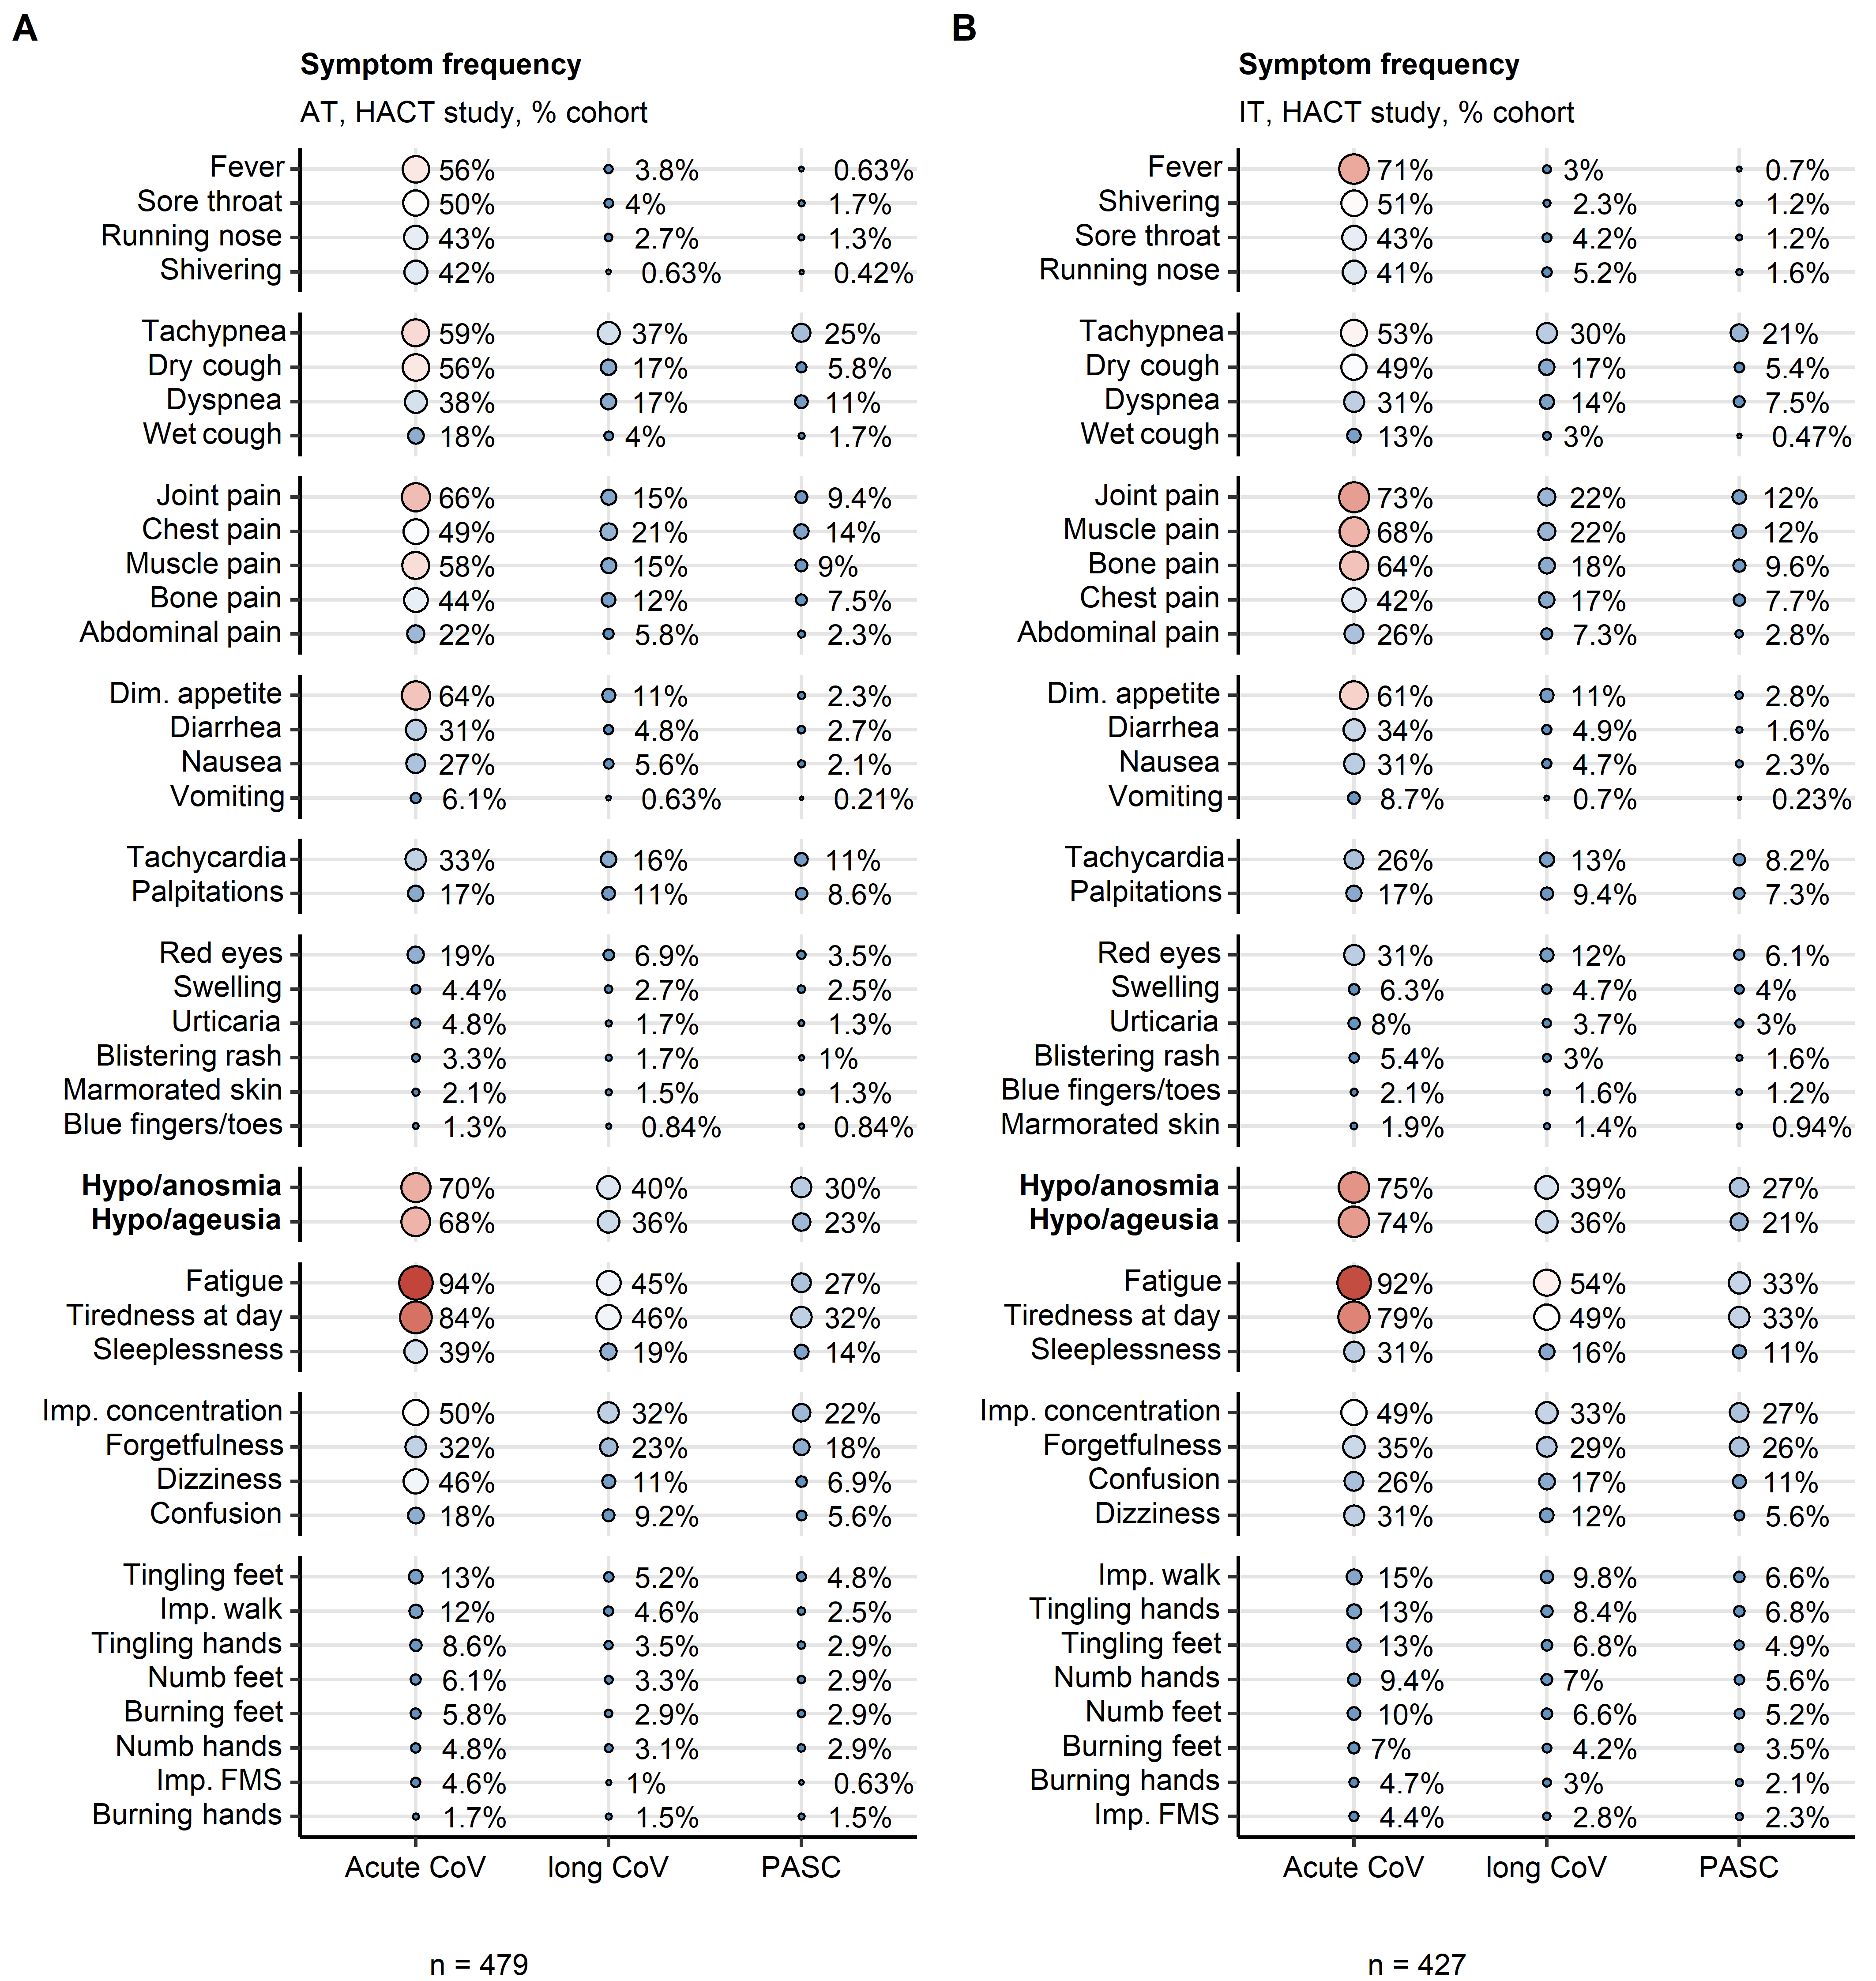 A
Symptom frequency
AT, HACT study, % cohort
Fever 56% 3.8% 0.63%
Sore throat 50% 4% 1.7%
Running nose 43% 2.7% 1.3%
Shivering 42% 0.63% 0.42%
Tachypnea 59% 37% 25%
Dry cough 56% 17% 5.8%
Dyspnea 38% 17% 11%
Wet cough 18% 4% 1.7%
Joint pain 66% 15% 9.4%
Chest pain 49% 21% 14%
Muscle pain 58% 15% 9%
Bone pain 44% 12% 7.5%
Abdominal pain 22% 5.8% 2.3%
Dim. appetite 64% 11% 2.3%
Diarrhea 31% 4.8% 2.7%
Nausea 27% 5.6% 2.1%
Vomiting 6.1% 0.63% 0.21%
Tachycardia 33% 16% 11%
Palpitations 17% 11% 8.6%
Red eyes 19% 6.9% 3.5%
Swelling 4.4% 2.7% 2.5%
Urticaria 4.8% 1.7% 1.3%
Blistering rash 3.3% 1.7% 1%
Marmorated skin 2.1% 1.5% 1.3%
Blue fingers/toes 1.3% 0.84% 0.84%
Hypo/anosmia 70% 40% 30%
Hypo/ageusia 68% 36% 23%
Fatigue 94% 45% 27%
Tiredness at day 84% 46% 32%
Sleeplessness 39% 19% 14%
Imp. concentration 50% 32% 22%
Forgetfulness 32% 23% 18%
Dizziness 46% 11% 6.9%
Confusion 18% 9.2% 5.6%
Tingling feet 13% 5.2% 4.8%
Imp. walk 12% 4.6% 2.5%
Tingling hands 8.6% 3.5% 2.9%
Numb feet 6.1% 3.3% 2.9%
Burning feet 5.8% 2.9% 2.9%
Numb hands 4.8% 3.1% 2.9%
Imp. FMS 4.6% 1% 0.63%
Burning hands 1.7% 1.5% 1.5%
Acute CoV long CoV PASC
n = 479
B
Symptom frequency
IT, HACT study, % cohort
Fever 71% 3% 0.7%
Shivering 51% 2.3% 1.2%
Sore throat 43% 4.2% 1.2%
Running nose 41% 5.2% 1.6%
Tachypnea 53% 30% 21%
Dry cough 49% 17% 5.4%
Dyspnea 31% 14% 7.5%
Wet cough 13% 3% 0.47%
Joint pain 73% 22% 12%
Muscle pain 68% 22% 12%
Bone pain 64% 18% 9.6%
Chest pain 42% 17% 7.7%
Abdominal pain 26% 7.3% 2.8%
Dim. appetite 61% 11% 2.8%
Diarrhea 34% 4.9% 1.6%
Nausea 31% 4.7% 2.3%
Vomiting 8.7% 0.7% 0.23%
Tachycardia 26% 13% 8.2%
Palpitations 17% 9.4% 7.3%
Red eyes 31% 12% 6.1%
Swelling 6.3% 4.7% 4%
Urticaria 8% 3.7% 3%
Blistering rash 5.4% 3% 1.6%
Blue fingers/toes 2.1% 1.6% 1.2%
Marmorated skin 1.9% 1.4% 0.94%
Hypo/anosmia 75% 39% 27%
Hypo/ageusia 74% 36% 21%
Fatigue 92% 54% 33%
Tiredness at day 79% 49% 33%
Sleeplessness 31% 16% 11%
Imp. concentration 49% 33% 27%
Forgetfulness 35% 29% 26%
Confusion 26% 17% 11%
Dizziness 31% 12% 5.6%
Imp. walk 15% 9.8% 6.6%
Tingling hands 13% 8.4% 6.8%
Tingling feet 13% 6.8% 4.9%
Numb hands 9.4% 7% 5.6%
Numb feet 10% 6.6% 5.2%
Burning feet 7% 4.2% 3.5%
Burning hands 4.7% 3% 2.1%
Imp. FMS 4.4% 2.8% 2.3%
Acute CoV long CoV PASC
n = 427